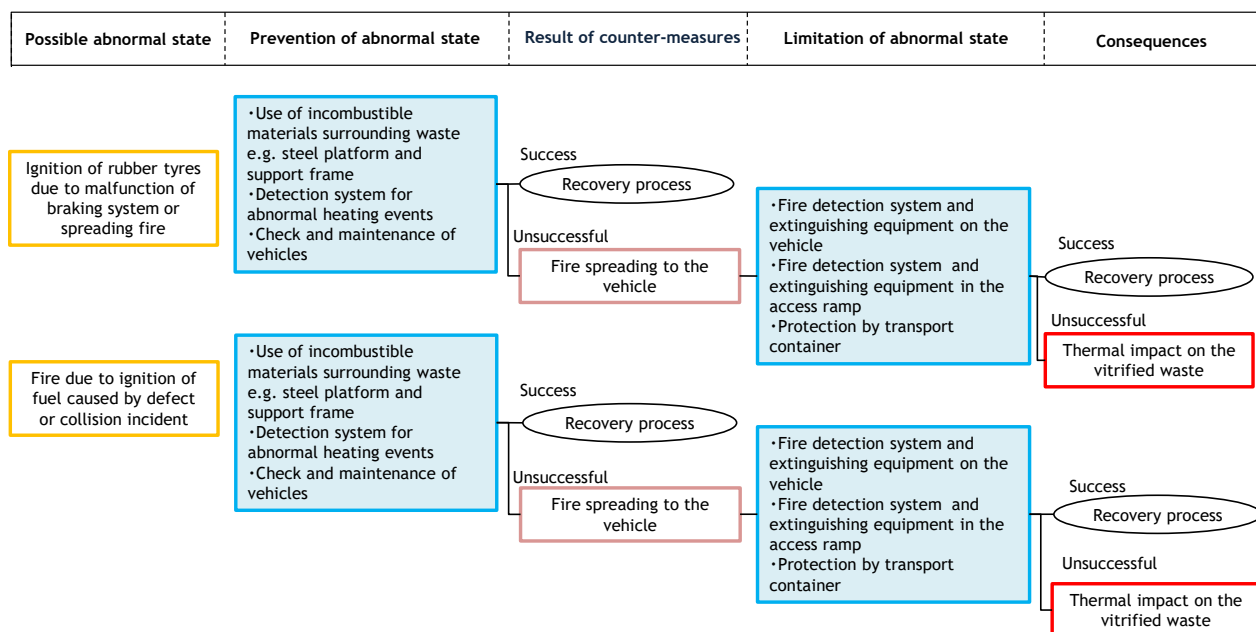 Possible abnormal state
Prevention of abnormal state
Result of counter-measures
Limitation of abnormal state
Consequences
Ignition of rubber tyres
due to malfunction of
braking system or
spreading fire
・Use of incombustible
materials surrounding waste
e.g. steel platform and
support frame
・Detection system for
abnormal heating events
・Check and maintenance of
vehicles
Success
Recovery process
Unsuccessful
Fire spreading to the
vehicle
・Fire detection system and
extinguishing equipment on the
vehicle
・Fire detection system and
extinguishing equipment in the
access ramp
・Protection by transport
container
Success
Recovery process
Unsuccessful
Thermal impact on the
vitrified waste
Fire due to ignition of
fuel caused by defect
or collision incident
・Use of incombustible
materials surrounding waste
e.g. steel platform and
support frame
・Detection system for
abnormal heating events
・Check and maintenance of
vehicles
Success
Recovery process
Unsuccessful
Fire spreading to the
vehicle
・Fire detection system and
extinguishing equipment on the
vehicle
・Fire detection system and
extinguishing equipment in the
access ramp
・Protection by transport
container
Success
Recovery process
Unsuccessful
Thermal impact on the
vitrified waste